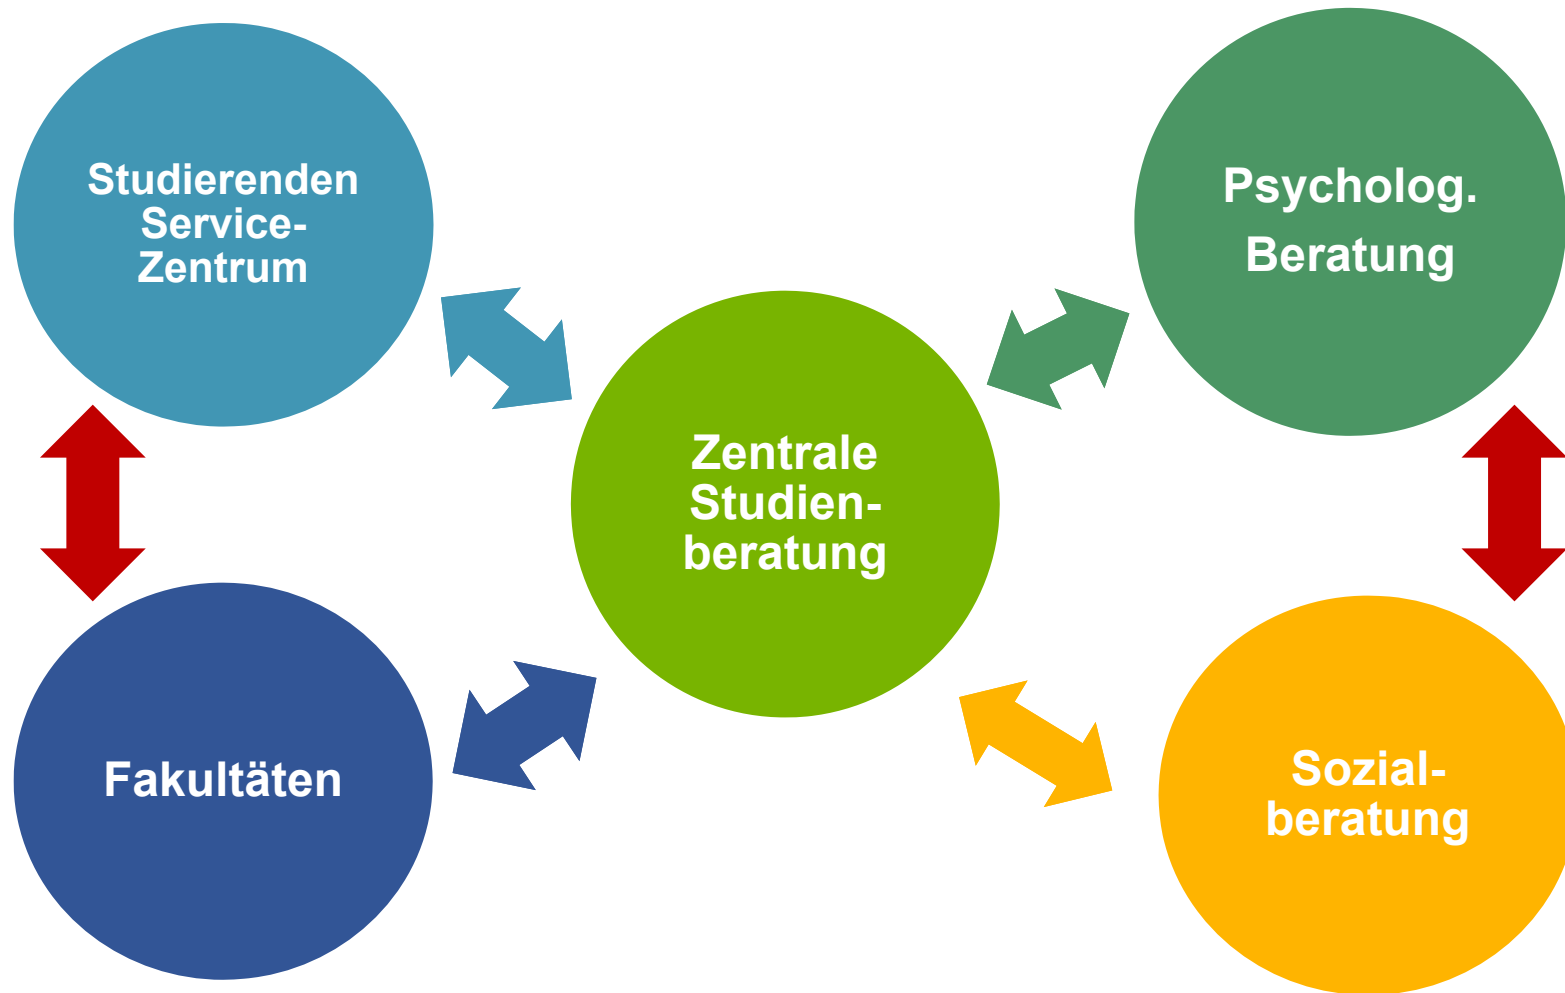 Studierenden
Service-
Zentrum
Psycholog.
Beratung
Zentrale
Studien-
beratung
Fakultäten
Sozial-
beratung